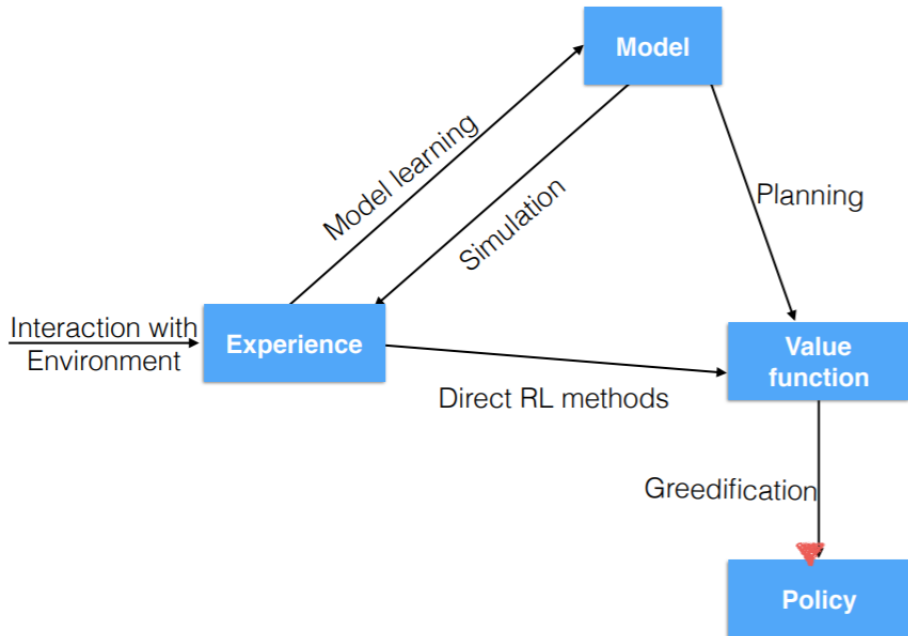 Model
Model learning
Simulation
Planning
Interaction with
Environment
Experience
Value
function
Direct RL methods
Greedification
Policy